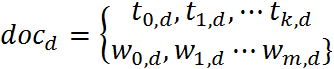 doc_d = { t_{0,d}, t_{1,d}, ⋯ t_{k,d}
w_{0,d}, w_{1,d} ⋯ w_{m,d} }